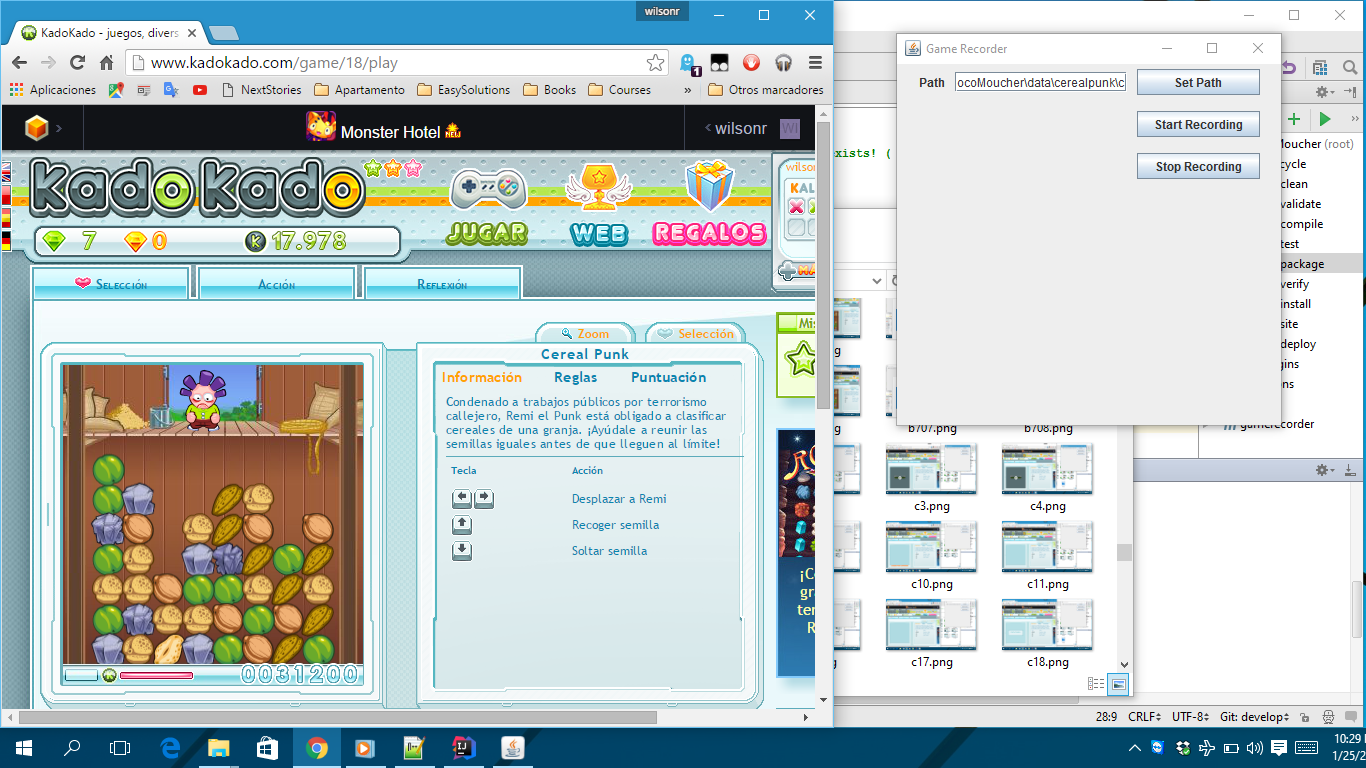 wilsonr
KadoKado - juegos, divers
www.kadokado.com/game/18/play
1
Aplicaciones
NextStories
Apartamento
EasySolutions
Books
Courses
»
Otros marcadores
Monster Hotel NEW
wilsonr
WI
KadoKado
JUGAR
WEB
REGALOS
7
0
K 17.978
wilson
KAL
Selección
Acción
Reflexión
Zoom
Selección
Mis
Cereal Punk
Información
Reglas
Puntuación
Condenado a trabajos públicos por terrorismo
callejero, Remi el Punk está obligado a clasificar
cereales de una granja. ¡Ayúdale a reunir las
semillas iguales antes de que lleguen al límite!
Tecla
Acción
Desplazar a Remi
Recoger semilla
Soltar semilla
0031200
Game Recorder
Path
ocoMoucher\data\cerealpunk\c
Set Path
Start Recording
Stop Recording
xists! (
Moucher (root)
cycle
clean
validate
compile
test
package
verify
install
site
deploy
gins
ns
gamerecorder
b707.png
b708.png
c3.png
c4.png
c10.png
c11.png
c17.png
c18.png
28:9
CRLF
UTF-8
Git: develop
10:29
1/25/2